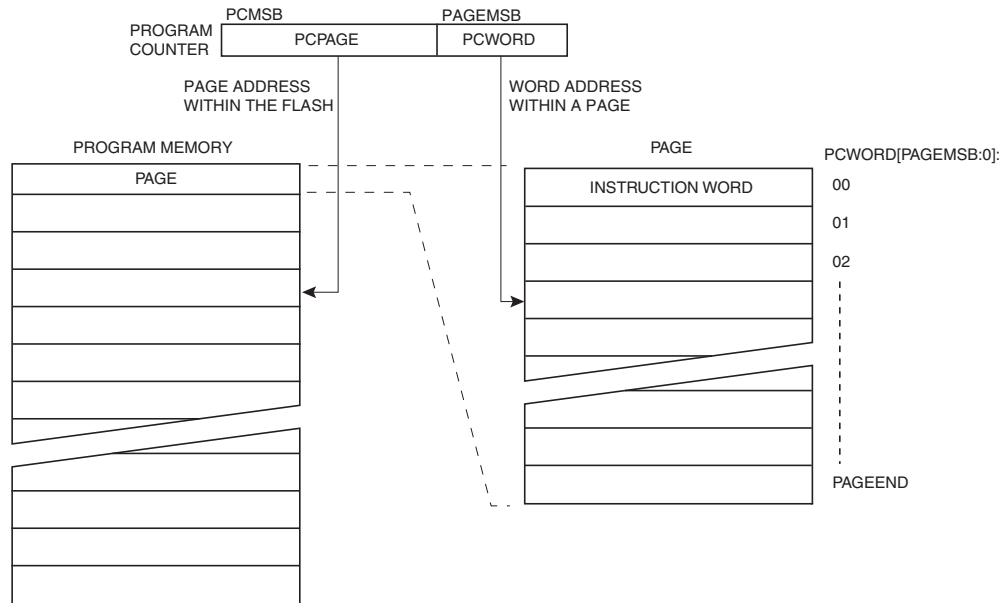 PCMSB PAGEMSB
PROGRAM
COUNTER
PCPAGE PCWORD
PAGE ADDRESS
WITHIN THE FLASH
WORD ADDRESS
WITHIN A PAGE
PROGRAM MEMORY
PAGE
PAGE
PCWORD[PAGEMSB:0]:
INSTRUCTION WORD
00
01
02
PAGEEND